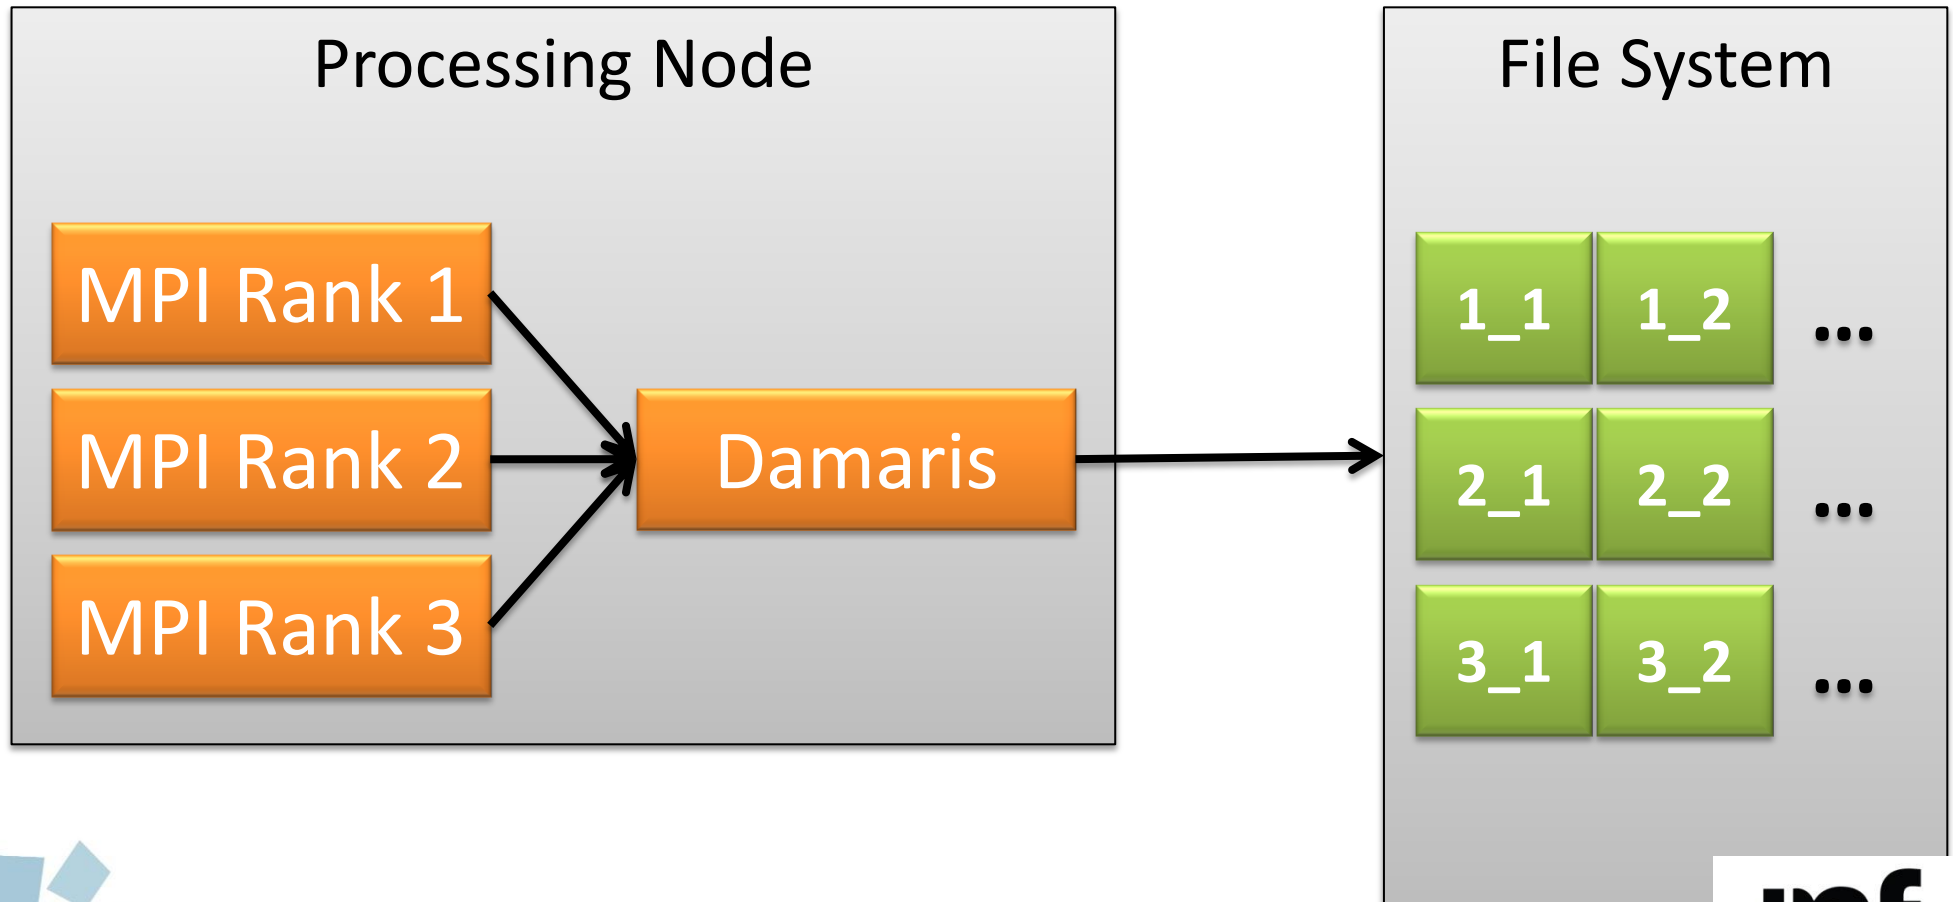 Processing Node
MPI Rank 1
MPI Rank 2
MPI Rank 3
Damaris
File System
1_1 1_2 ...
2_1 2_2 ...
3_1 3_2 ...